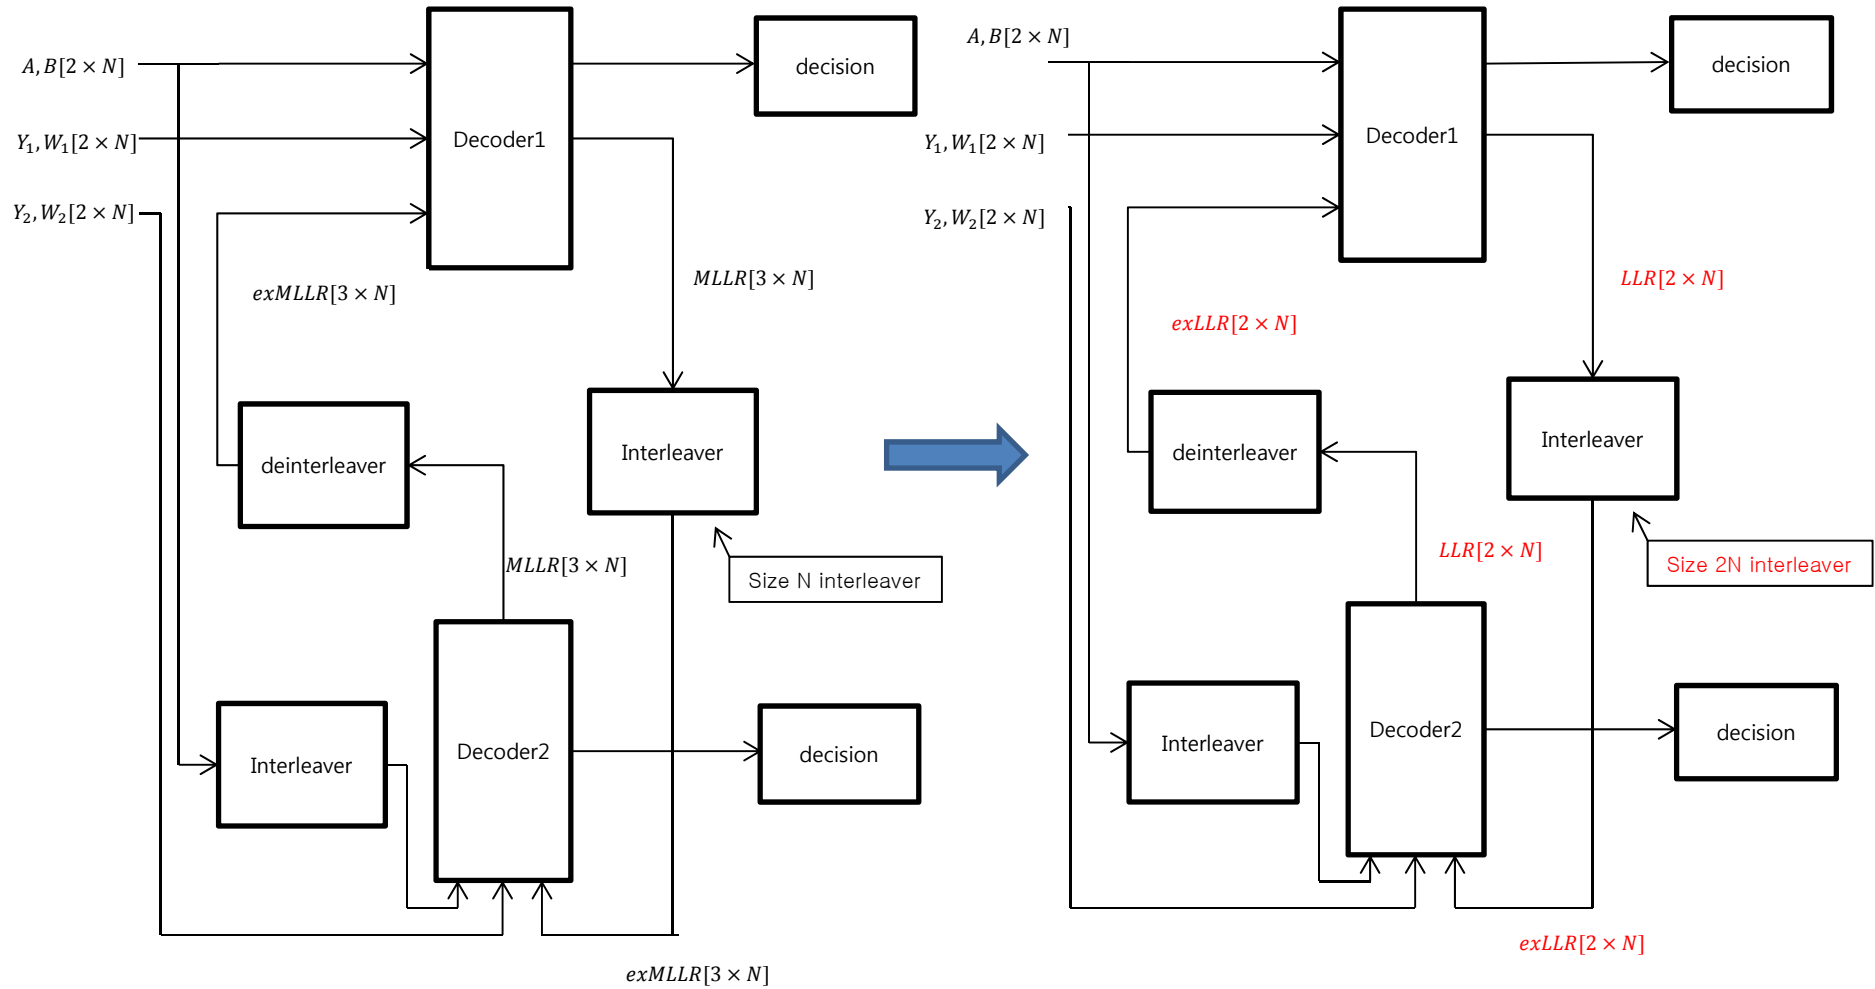 A, B[2 × N]
decision
Decoder1
Y₁, W₁[2 × N]
Y₂, W₂[2 × N]
exMLLR[3 × N]
MLLR[3 × N]
deinterleaver
Interleaver
MLLR[3 × N]
Size N interleaver
Interleaver
Decoder2
decision
exMLLR[3 × N]
A, B[2 × N]
decision
Decoder1
Y₁, W₁[2 × N]
Y₂, W₂[2 × N]
LLR[2 × N]
exLLR[2 × N]
deinterleaver
Interleaver
LLR[2 × N]
Size 2N interleaver
Interleaver
Decoder2
decision
exLLR[2 × N]